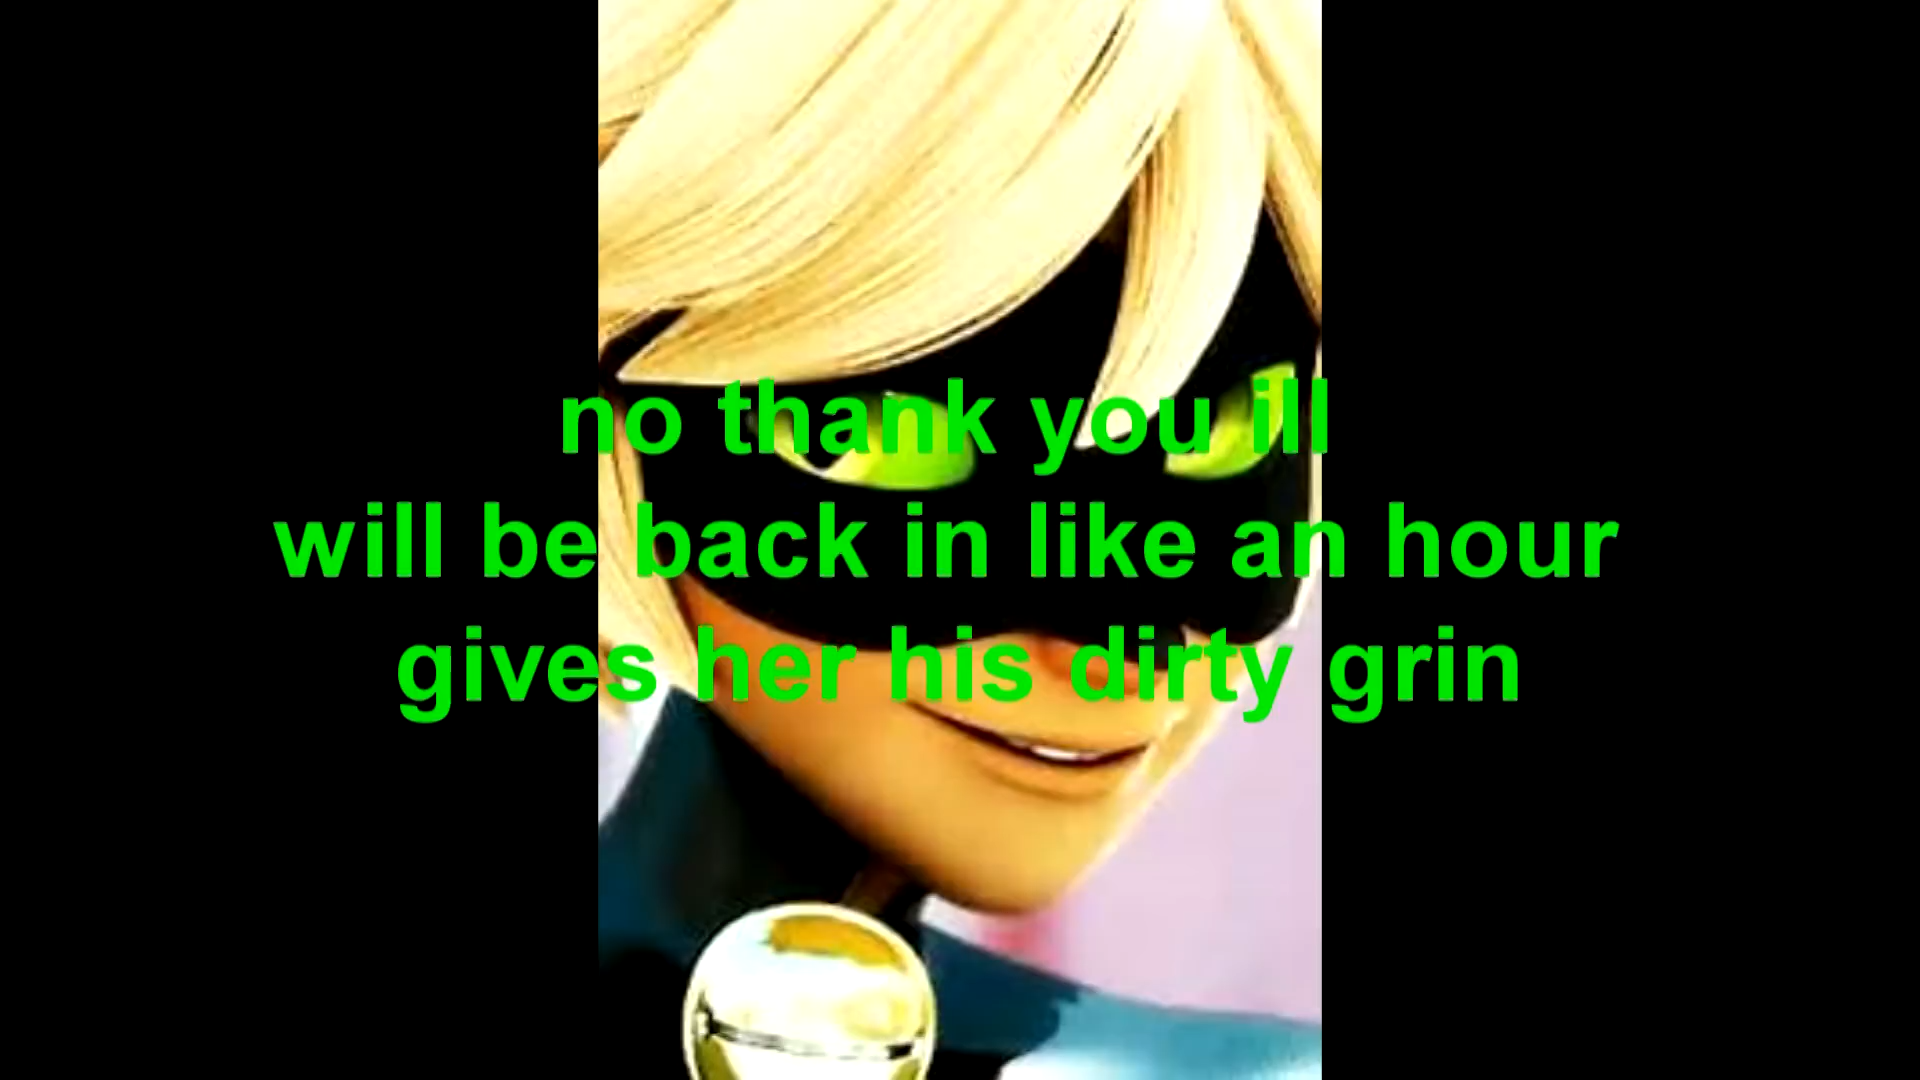 no thank you ill
will be back in like an hour
gives her his dirty grin